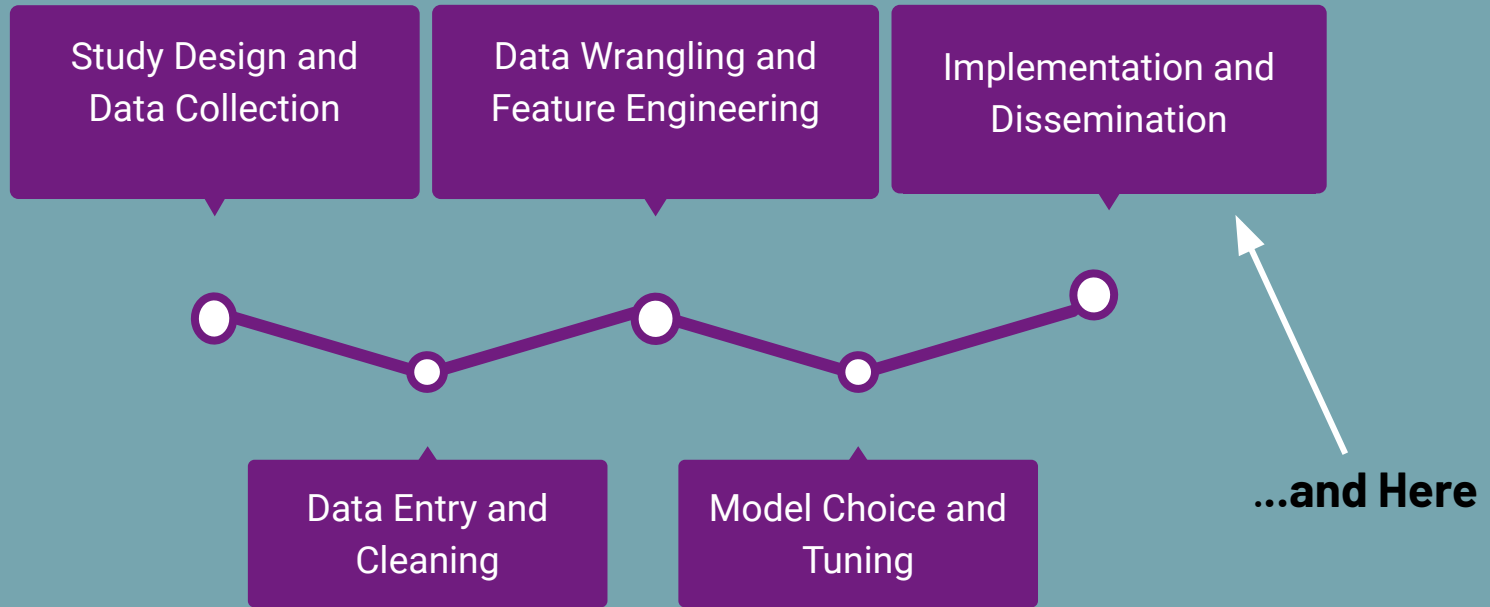 Study Design and
Data Collection
Data Wrangling and
Feature Engineering
Implementation and
Dissemination
Data Entry and
Cleaning
Model Choice and
Tuning
...and Here